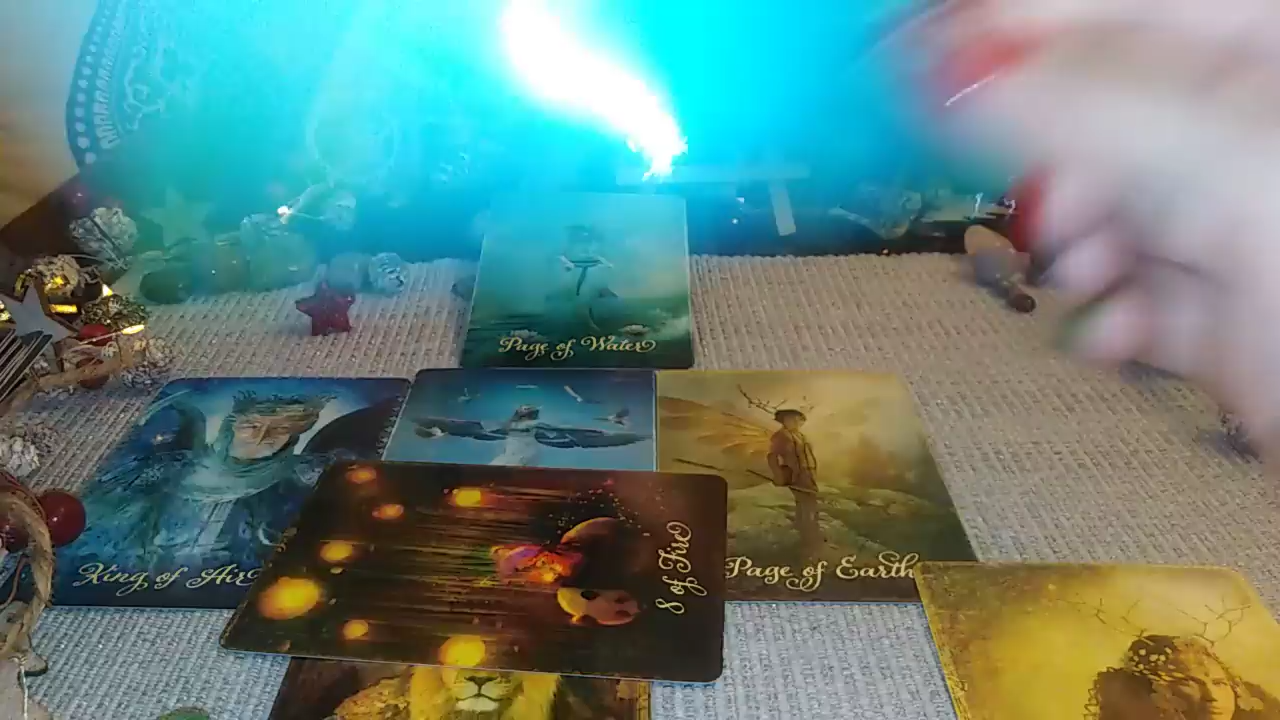 Page of Water
King of Air
8 of Fire
Page of Earth